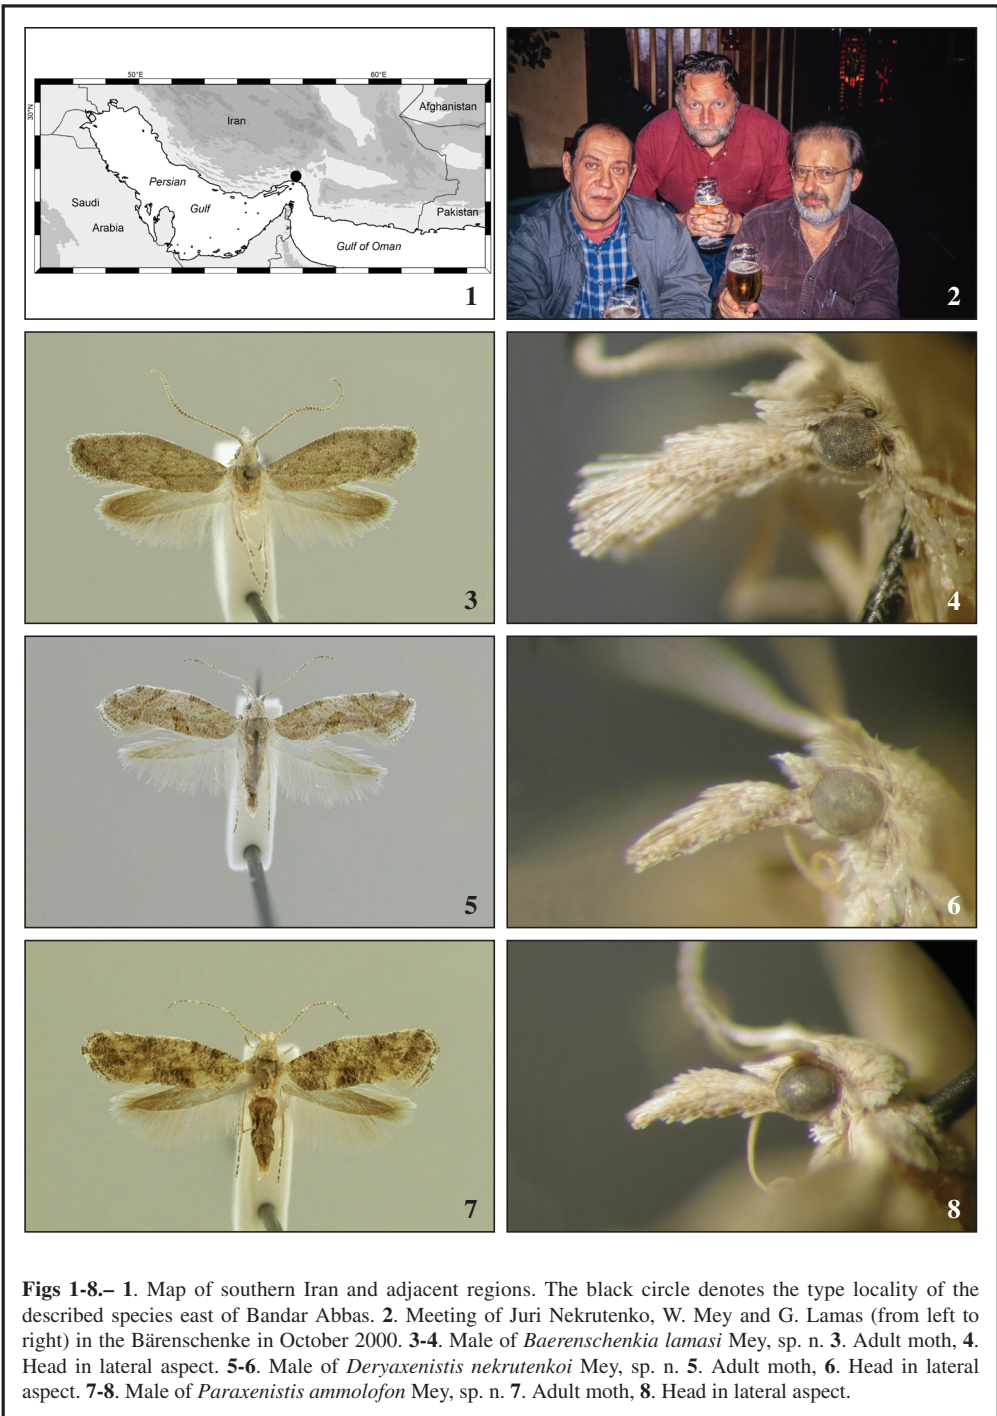 50°E
60°E
30°N
Iran
Afghanistan
Persian
Gulf
Saudi
Arabia
Pakistan
Gulf of Oman
1
2
3
4
5
6
7
8
Figs 1-8.– 1. Map of southern Iran and adjacent regions. The black circle denotes the type locality of the
described species east of Bandar Abbas. 2. Meeting of Juri Nekrutenko, W. Mey and G. Lamas (from left to
right) in the Bärenschenke in October 2000. 3-4. Male of Baerenschenkia lamasi Mey, sp. n. 3. Adult moth, 4.
Head in lateral aspect. 5-6. Male of Deryaxenistis nekrutenkoi Mey, sp. n. 5. Adult moth, 6. Head in lateral
aspect. 7-8. Male of Paraxenistis ammolofon Mey, sp. n. 7. Adult moth, 8. Head in lateral aspect.